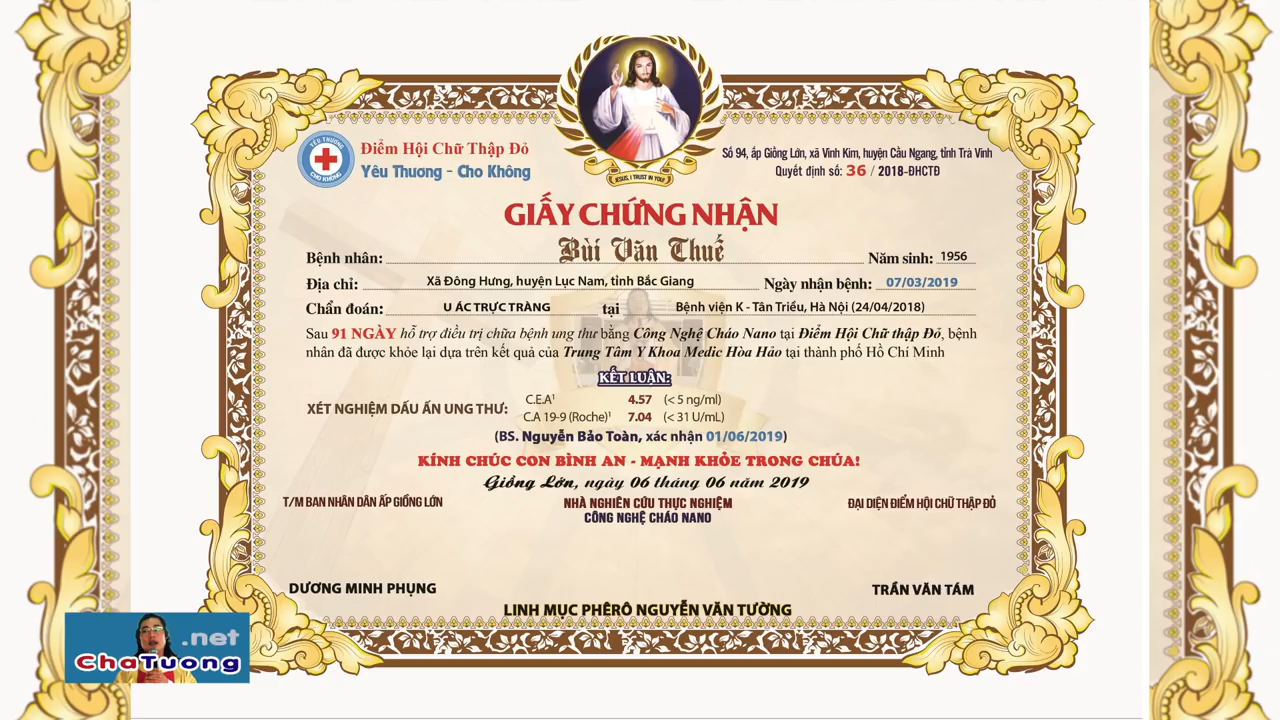 JESUS, I TRUST IN YOU!
YÊU THƯƠNG
CHO KHÔNG
Điểm Hội Chữ Thập Đỏ
Yêu Thương - Cho Không
Số 94, ấp Giồng Lớn, xã Vinh Kim, huyện Cầu Ngang, tỉnh Trà Vinh
Quyết định số: 36 / 2018-ĐHCTĐ
GIẤY CHỨNG NHẬN
Bệnh nhân: Bùi Văn Thuế Năm sinh: 1956
Địa chỉ: Xã Đông Hưng, huyện Lục Nam, tỉnh Bắc Giang Ngày nhận bệnh: 07/03/2019
Chẩn đoán: U ÁC TRỰC TRÀNG tại Bệnh viện K - Tân Triều, Hà Nội (24/04/2018)
Sau 91 NGÀY hỗ trợ điều trị chữa bệnh ung thư bằng Công Nghệ Cháo Nano tại Điểm Hội Chữ thập Đỏ, bệnh
nhân đã được khỏe lại dựa trên kết quả của Trung Tâm Y Khoa Medic Hòa Hảo tại thành phố Hồ Chí Minh
KẾT LUẬN:
XÉT NGHIỆM DẤU ẤN UNG THƯ:
C.E.A¹ 4.57 (< 5 ng/ml)
C.A 19-9 (Roche)¹ 7.04 (< 31 U/mL)
(BS. Nguyễn Bảo Toàn, xác nhận 01/06/2019)
KÍNH CHÚC CON BÌNH AN - MẠNH KHỎE TRONG CHÚA!
Giồng Lớn, ngày 06 tháng 06 năm 2019
T/M BAN NHÂN DÂN ẤP GIỒNG LỚN
NHÀ NGHIÊN CỨU THỰC NGHIỆM
CÔNG NGHỆ CHÁO NANO
ĐẠI DIỆN ĐIỂM HỘI CHỮ THẬP ĐỎ
DƯƠNG MINH PHỤNG
TRẦN VĂN TÁM
LINH MỤC PHÊRÔ NGUYỄN VĂN TƯỜNG
.net
ChaTuong